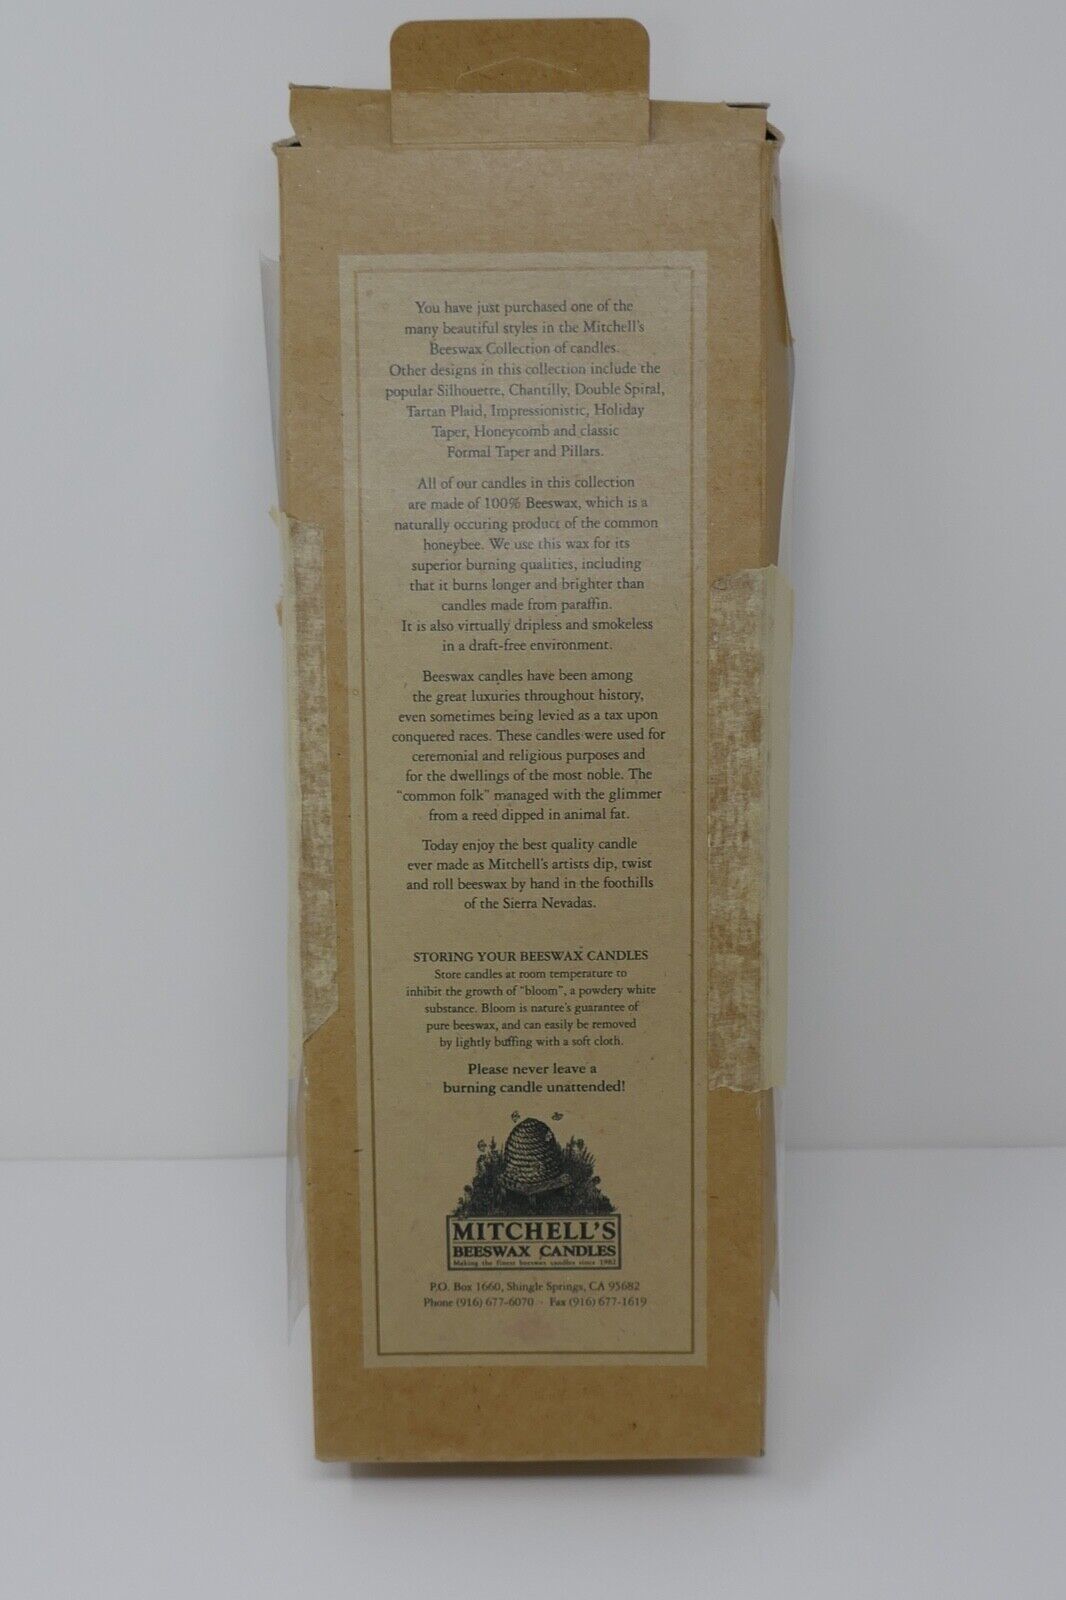 You have just purchased one of the
many beautiful styles in the Mitchell's
Beeswax Collection of candles.
Other designs in this collection include the
popular Silhouette, Chantilly, Double Spiral,
Tartan Plaid, Impressionistic, Holiday
Taper, Honeycomb and classic
Formal Taper and Pillars.
All of our candles in this collection
are made of 100% Beeswax, which is a
naturally occuring product of the common
honeybee. We use this wax for its
superior burning qualities, including
that it burns longer and brighter than
candles made from paraffin.
It is also virtually dripless and smokeless
in a draft-free environment.
Beeswax candles have been among
the great luxuries throughout history,
even sometimes being levied as a tax upon
conquered races. These candles were used for
ceremonial and religious purposes and
for the dwellings of the most noble. The
"common folk" managed with the glimmer
from a reed dipped in animal fat.
Today enjoy the best quality candle
ever made as Mitchell's artists dip, twist
and roll beeswax by hand in the foothills
of the Sierra Nevadas.
STORING YOUR BEESWAX CANDLES
Store candles at room temperature to
inhibit the growth of "bloom", a powdery white
substance. Bloom is nature's guarantee of
pure beeswax, and can easily be removed
by lightly buffing with a soft cloth.
Please never leave a
burning candle unattended!
MITCHELL'S
BEESWAX CANDLES
Making the finest beeswax candles since 1982
P.O. Box 1660, Shingle Springs, CA 95682
Phone (916) 677-6070 · Fax (916) 677-1619